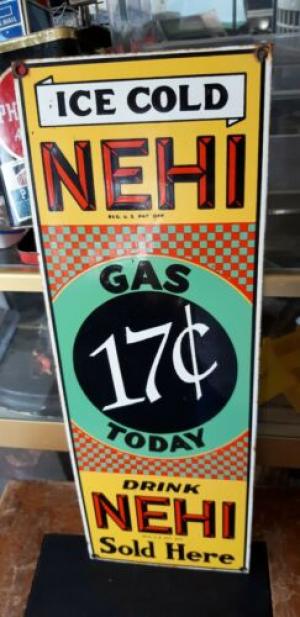 ICE COLD
NEHI
REG. U.S. PAT. OFF.
GAS
17¢
TODAY
DRINK
NEHI
Sold Here